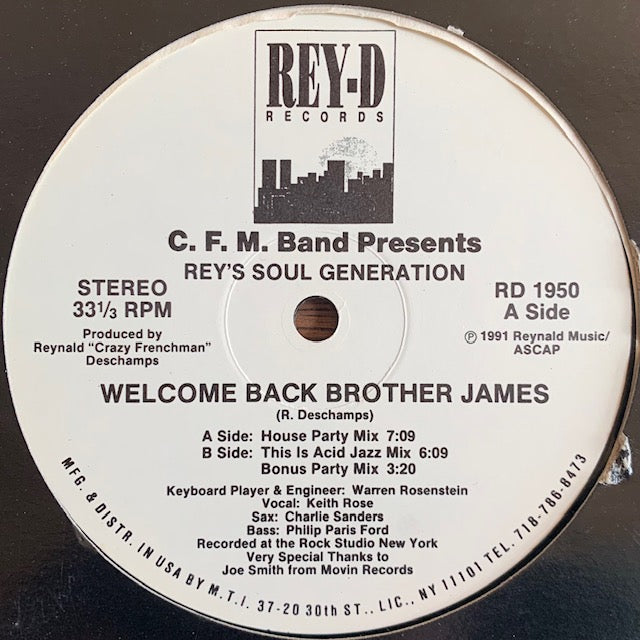 REY-D
RECORDS
C. F. M. Band Presents
REY'S SOUL GENERATION
STEREO
33 1/3 RPM
RD 1950
A Side
Produced by
Reynald "Crazy Frenchman"
Deschamps
℗ 1991 Reynald Music/
ASCAP
WELCOME BACK BROTHER JAMES
(R. Deschamps)
A Side: House Party Mix 7:09
B Side: This Is Acid Jazz Mix 6:09
Bonus Party Mix 3:20
Keyboard Player & Engineer: Warren Rosenstein
Vocal: Keith Rose
Sax: Charlie Sanders
Bass: Philip Paris Ford
Recorded at the Rock Studio New York
Very Special Thanks to
Joe Smith from Movin Records
MFG. & DISTR. IN USA BY M.T.I. 37-20 30th ST., LIC., NY 11101 TEL. 718-786-8473